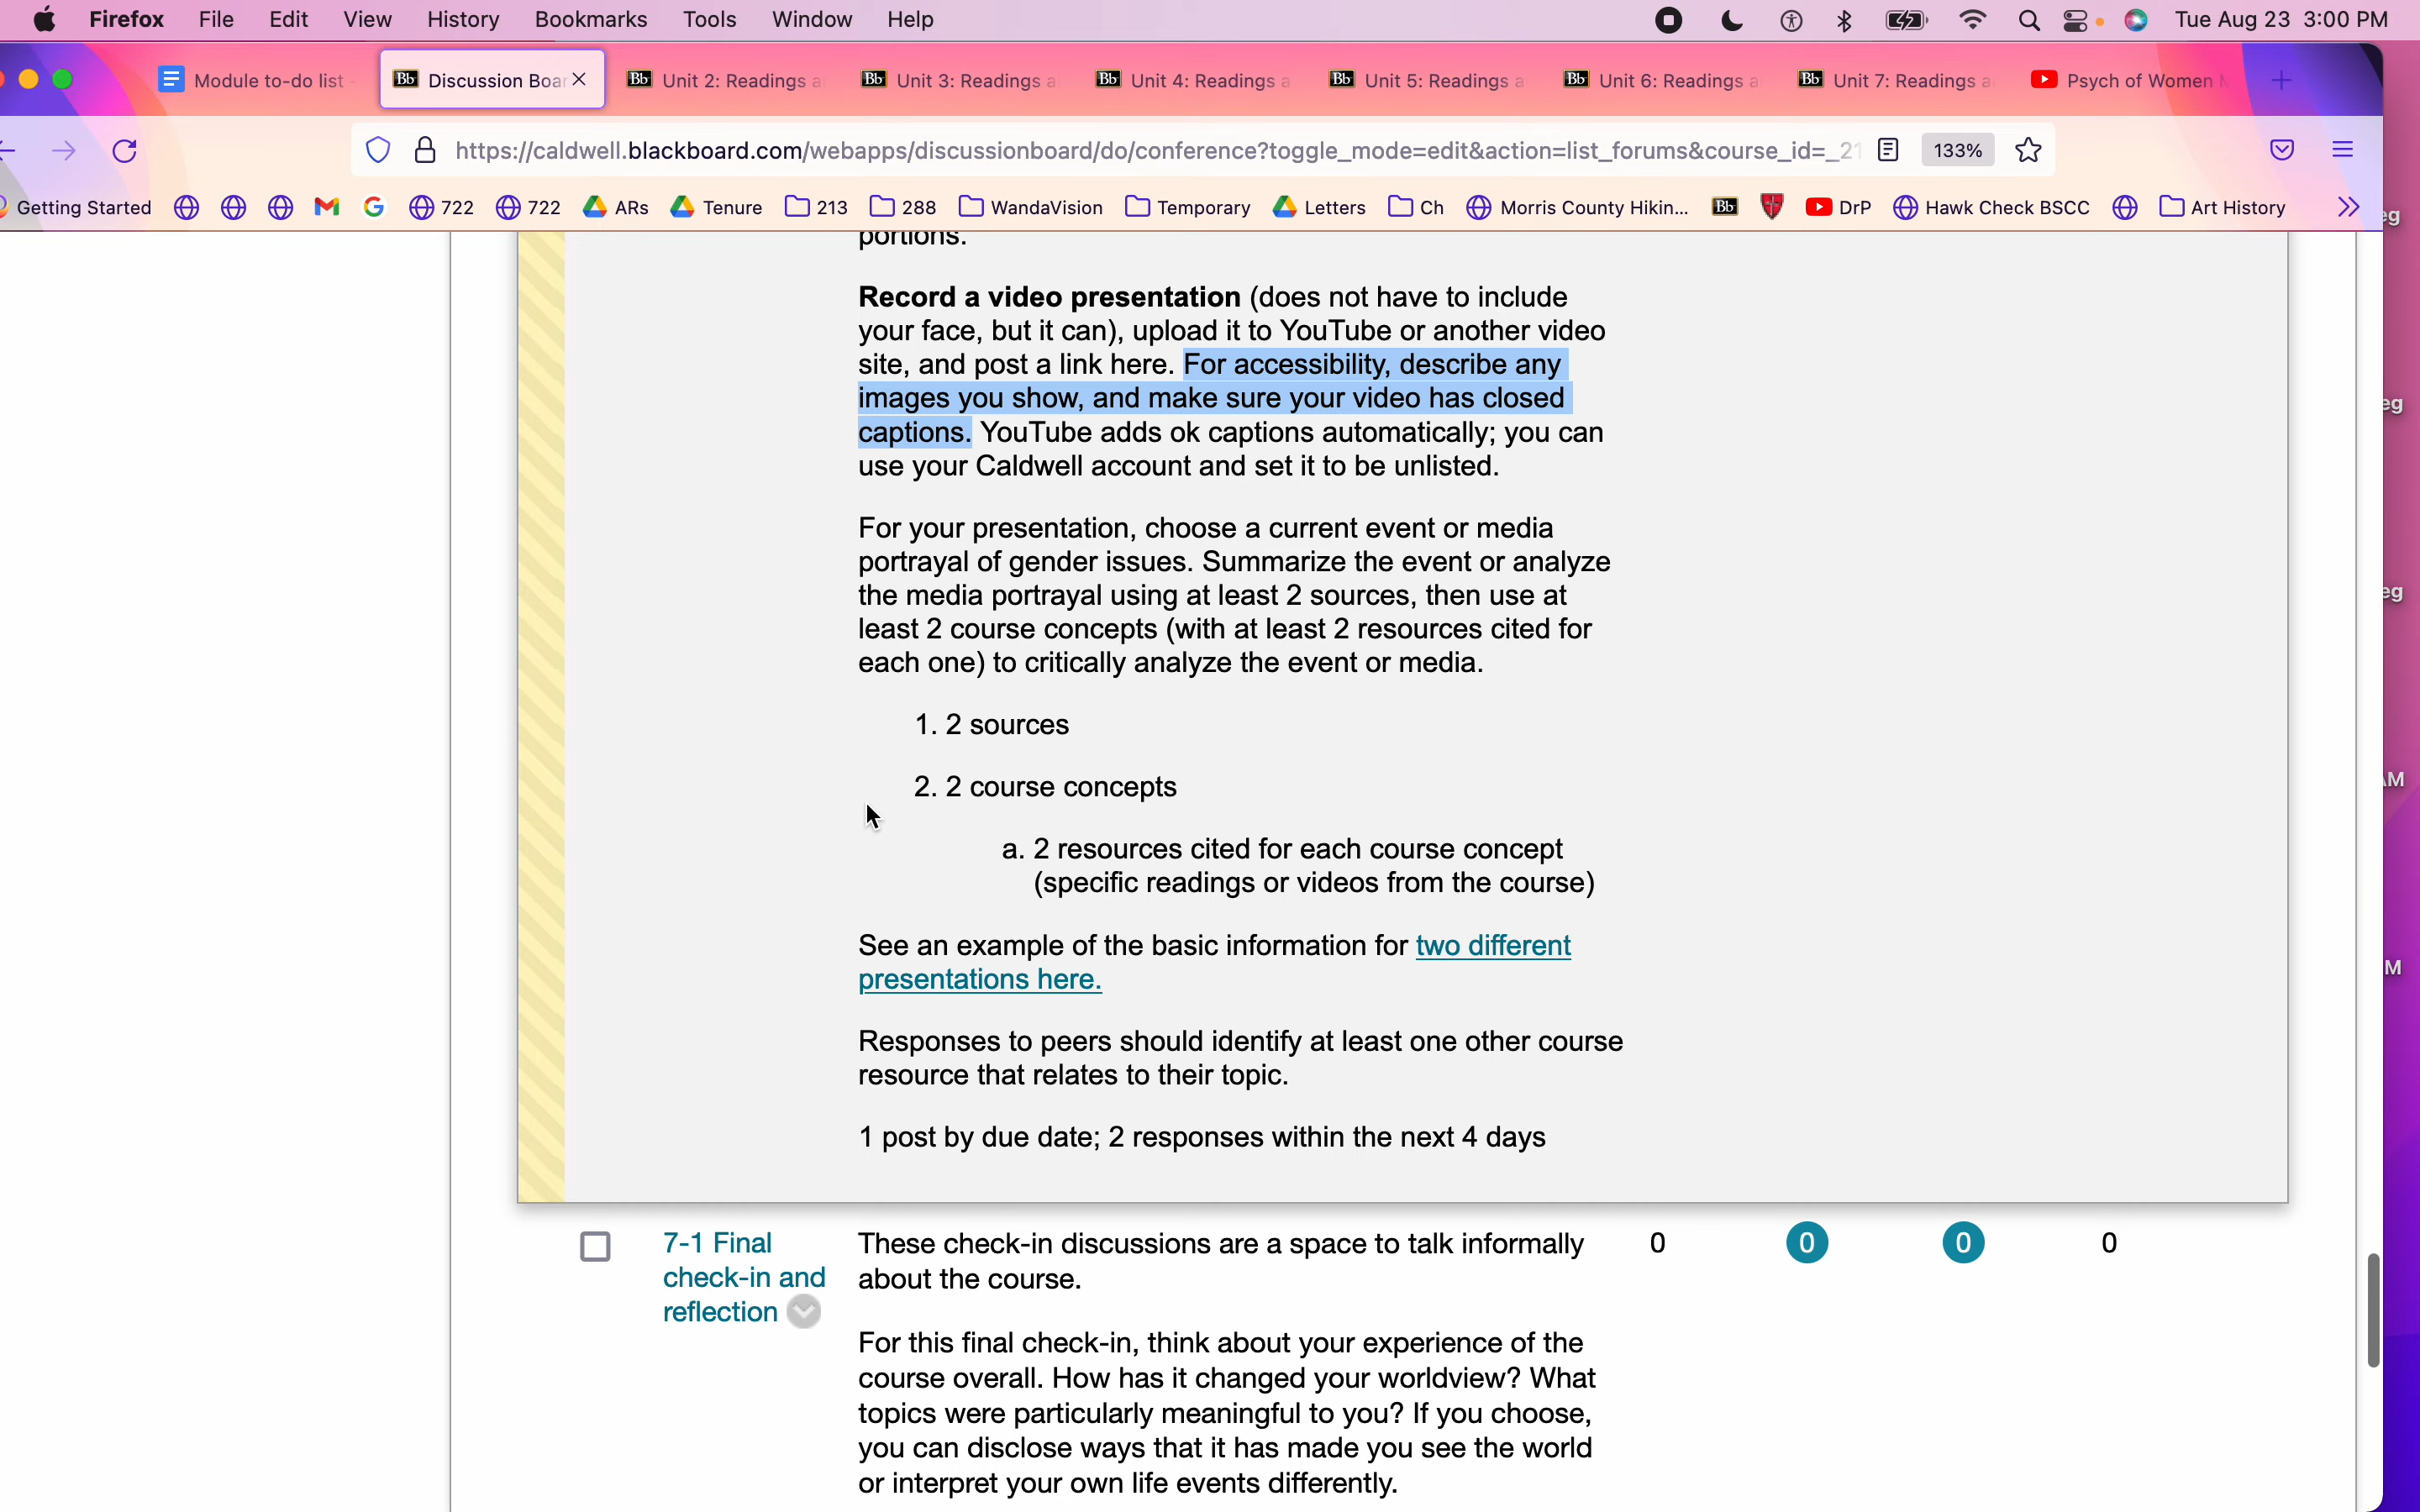 Firefox File Edit View History Bookmarks Tools Window Help Tue Aug 23 3:00 PM
Module to-do list - Bb Discussion Boar Bb Unit 2: Readings a Bb Unit 3: Readings a Bb Unit 4: Readings a Bb Unit 5: Readings a Bb Unit 6: Readings a Bb Unit 7: Readings a Psych of Women
https://caldwell.blackboard.com/webapps/discussionboard/do/conference?toggle_mode=edit&action=list_forums&course_id=_21 133%
Getting Started 722 722 ARs Tenure 213 288 WandaVision Temporary Letters Ch Morris County Hikin... Bb DrP Hawk Check BSCC Art History
eg
portions.
Record a video presentation (does not have to include
your face, but it can), upload it to YouTube or another video
site, and post a link here. For accessibility, describe any
images you show, and make sure your video has closed
eg
captions. YouTube adds ok captions automatically; you can
use your Caldwell account and set it to be unlisted.
For your presentation, choose a current event or media
portrayal of gender issues. Summarize the event or analyze
the media portrayal using at least 2 sources, then use at
eg
least 2 course concepts (with at least 2 resources cited for
each one) to critically analyze the event or media.
1. 2 sources
2. 2 course concepts
AM
a. 2 resources cited for each course concept
(specific readings or videos from the course)
See an example of the basic information for two different
presentations here.
M
Responses to peers should identify at least one other course
resource that relates to their topic.
1 post by due date; 2 responses within the next 4 days
7-1 Final
check-in and
reflection
These check-in discussions are a space to talk informally
about the course.
0 0 0 0
For this final check-in, think about your experience of the
course overall. How has it changed your worldview? What
topics were particularly meaningful to you? If you choose,
you can disclose ways that it has made you see the world
or interpret your own life events differently.